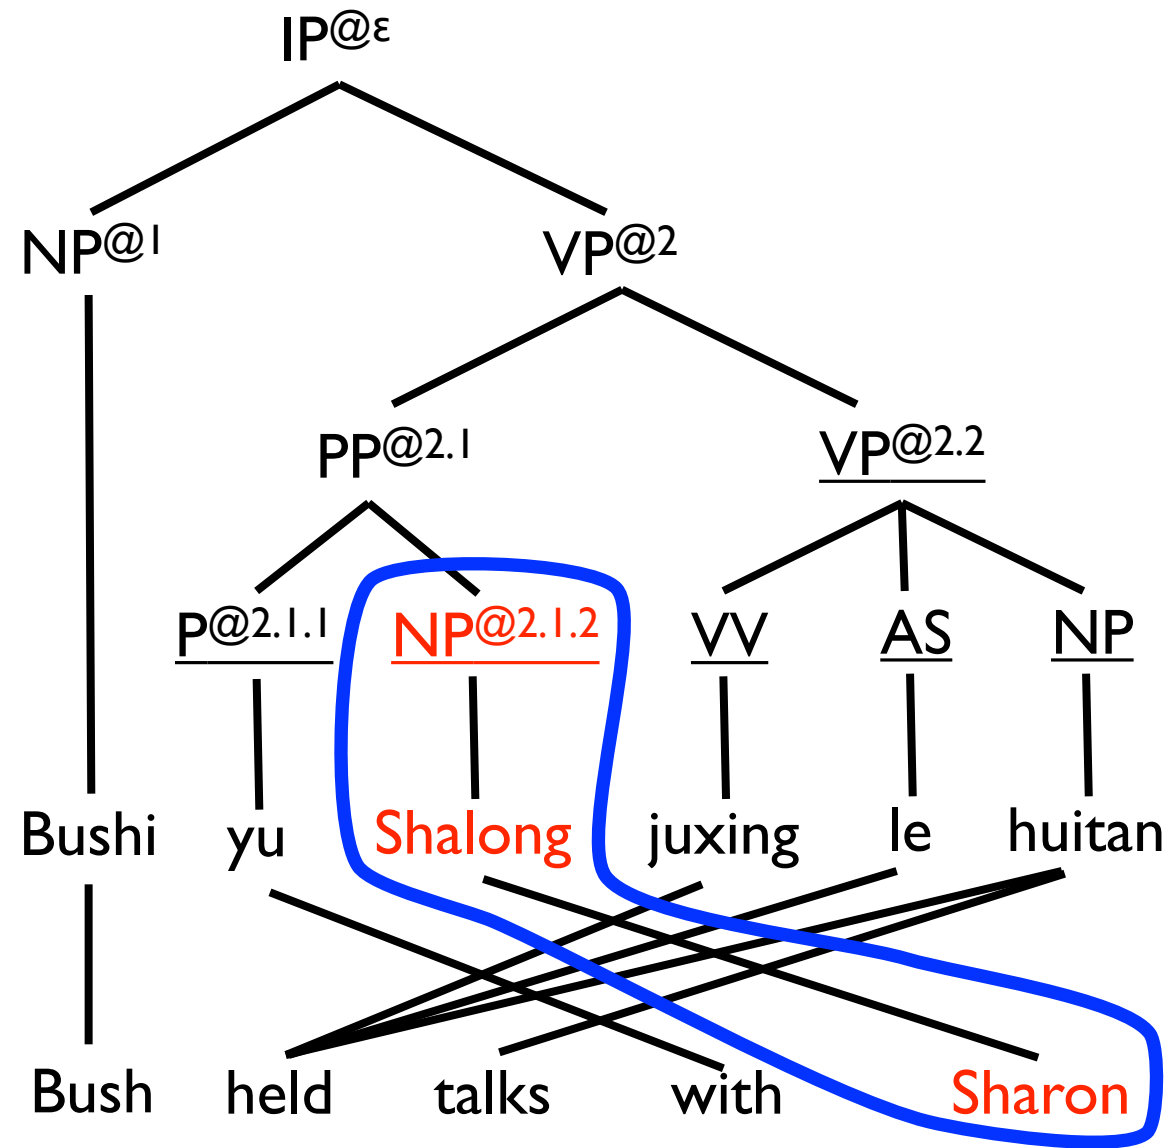 IP@ε
NP@1 VP@2
PP@2.1 VP@2.2
P@2.1.1 NP@2.1.2 VV AS NP
Bushi yu Shalong juxing le huitan
Bush held talks with Sharon